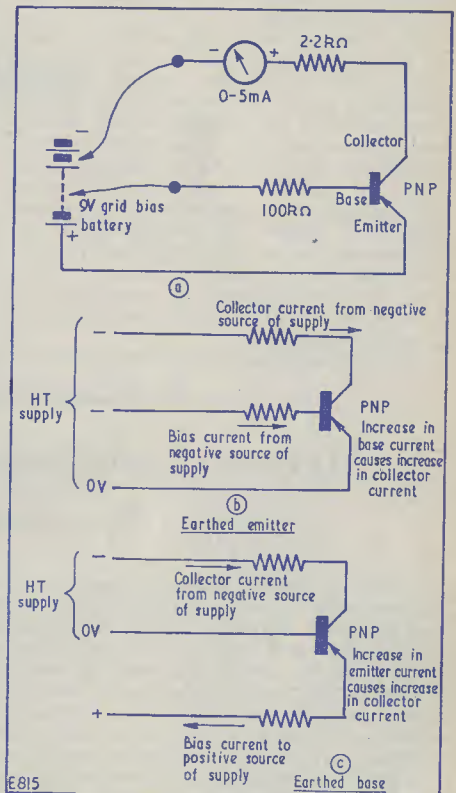 2·2kΩ
- +
0-5mA
Collector
-
9V grid bias
battery
+
100kΩ
Base
PNP
Emitter
a
Collector current from negative
source of supply
-
HT
supply
-
PNP
Bias current from
negative source of
supply
Increase in
base current
causes increase
in collector
current
0V
b
Earthed emitter
-
HT
supply
Collector current
from negative source
of supply
0V
PNP
Increase in
emitter current
causes increase
in collector
current
+
Bias current to
positive source
of supply
c
Earthed base
E815